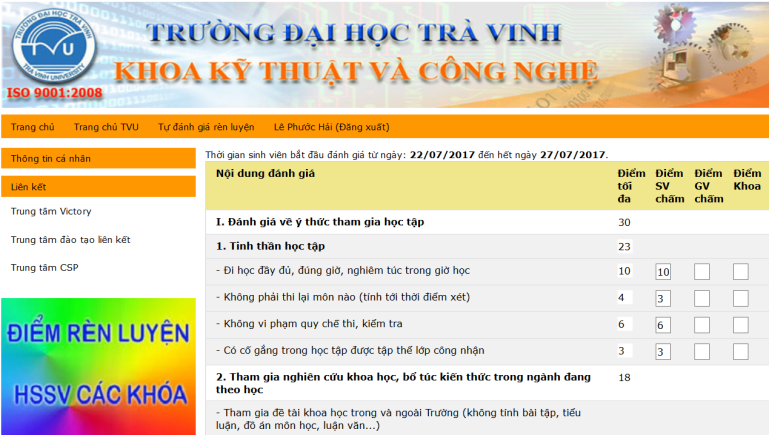 TRƯỜNG ĐẠI HỌC TRÀ VINH
TVU
TRA VINH UNIVERSITY
KHOA KỸ THUẬT VÀ CÔNG NGHỆ
ISO 9001:2008
Trang chủ Trang chủ TVU Tự đánh giá rèn luyện Lê Phước Hải (Đăng xuất)
Thông tin cá nhân
Liên kết
Trung tâm Victory
Trung tâm đào tạo liên kết
Trung tâm CSP
ĐIỂM RÈN LUYỆN
HSSV CÁC KHÓA
Thời gian sinh viên bắt đầu đánh giá từ ngày: 22/07/2017 đến hết ngày 27/07/2017.
Nội dung đánh giá Điểm tối đa Điểm SV chấm Điểm GV chấm Điểm Khoa
I. Đánh giá về ý thức tham gia học tập 30
1. Tinh thần học tập 23
- Đi học đầy đủ, đúng giờ, nghiêm túc trong giờ học 10 10
- Không phải thi lại môn nào (tính tới thời điểm xét) 4 3
- Không vi phạm quy chế thi, kiểm tra 6 6
- Có cố gắng trong học tập được tập thể lớp công nhận 3 3
2. Tham gia nghiên cứu khoa học, bổ túc kiến thức trong ngành đang 18
theo học
- Tham gia đề tài khoa học trong và ngoài Trường (không tính bài tập, tiểu
luận, đồ án môn học, luận văn...)